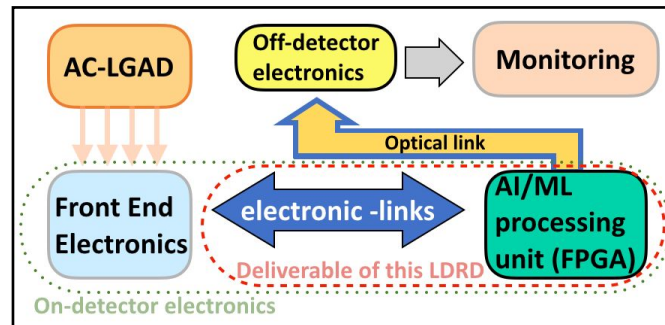 AC-LGAD
Off-detector
electronics
Monitoring
Optical link
Front End
Electronics
electronic -links
AI/ML
processing
unit (FPGA)
Deliverable of this LDRD
On-detector electronics